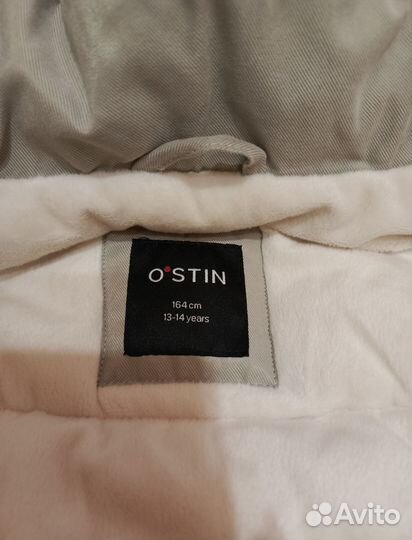 O'STIN
164 cm
13-14 years
Avito